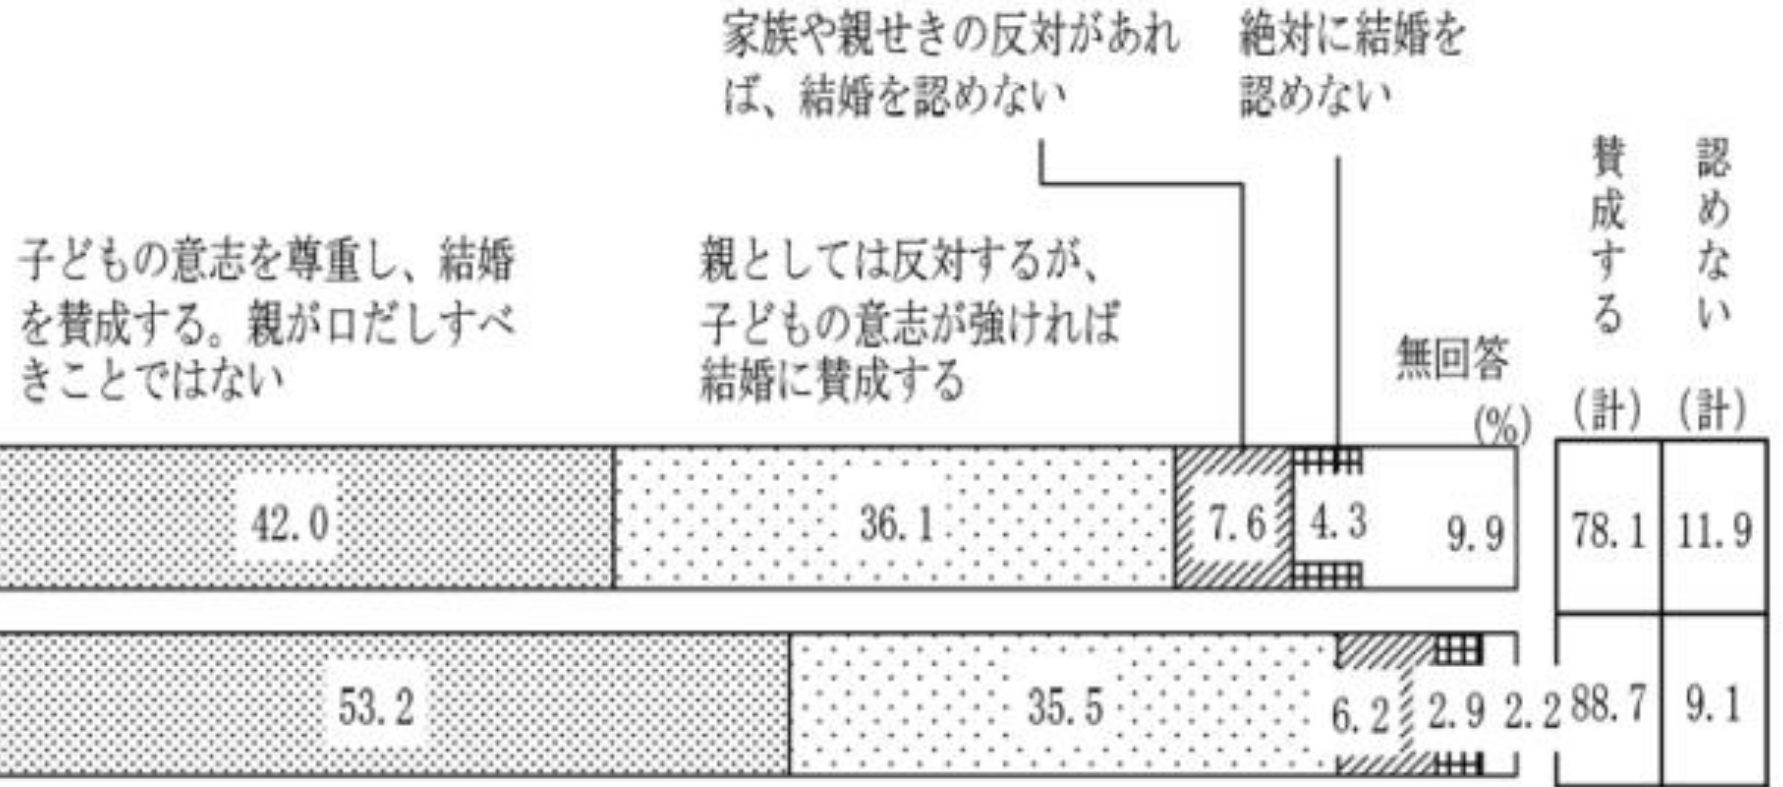 家族や親せきの反対があれ
ば、結婚を認めない
絶対に結婚を
認めない
賛成する
認めない
子どもの意志を尊重し、結婚
を賛成する。親が口だしすべ
きことではない
親としては反対するが、
子どもの意志が強ければ
結婚に賛成する
無回答
(%)
(計)
(計)
42.0
36.1
7.6
4.3
9.9
78.1
11.9
53.2
35.5
6.2
2.9
2.2
88.7
9.1